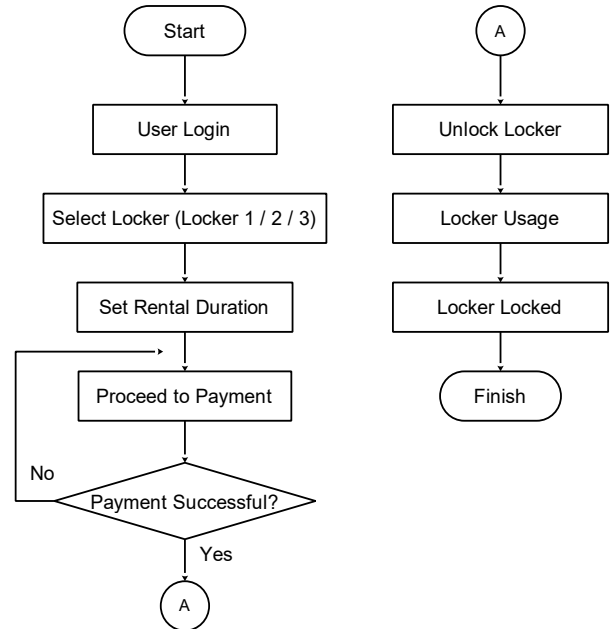 Start
User Login
Select Locker (Locker 1 / 2 / 3)
Set Rental Duration
Proceed to Payment
No
Payment Successful?
Yes
A
A
Unlock Locker
Locker Usage
Locker Locked
Finish